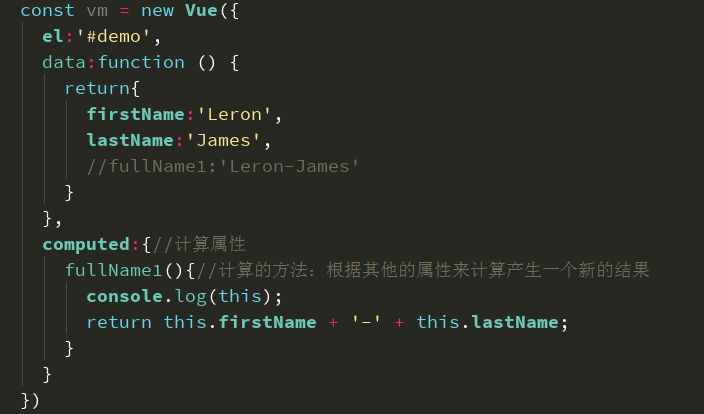 const vm = new Vue({
  el:'#demo',
  data:function () {
    return{
      firstName:'Leron',
      lastName:'James',
      //fullName1:'Leron-James'
    }
  },
  computed:{//计算属性
    fullName1(){//计算的方法：根据其他的属性来计算产生一个新的结果
      console.log(this);
      return this.firstName + '-' + this.lastName;
    }
  }
})